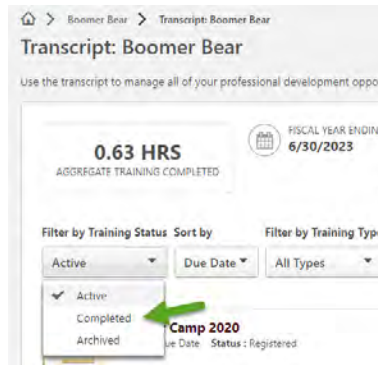 Boomer Bear > Transcript: Boomer Bear
Transcript: Boomer Bear
Use the transcript to manage all of your professional development oppo
0.63 HRS
AGGREGATE TRAINING COMPLETED
FISCAL YEAR ENDIN
6/30/2023
Filter by Training Status Sort by Filter by Training Type
Active Due Date All Types
Active
Completed
Archived
Camp 2020
ue Date Status : Registered